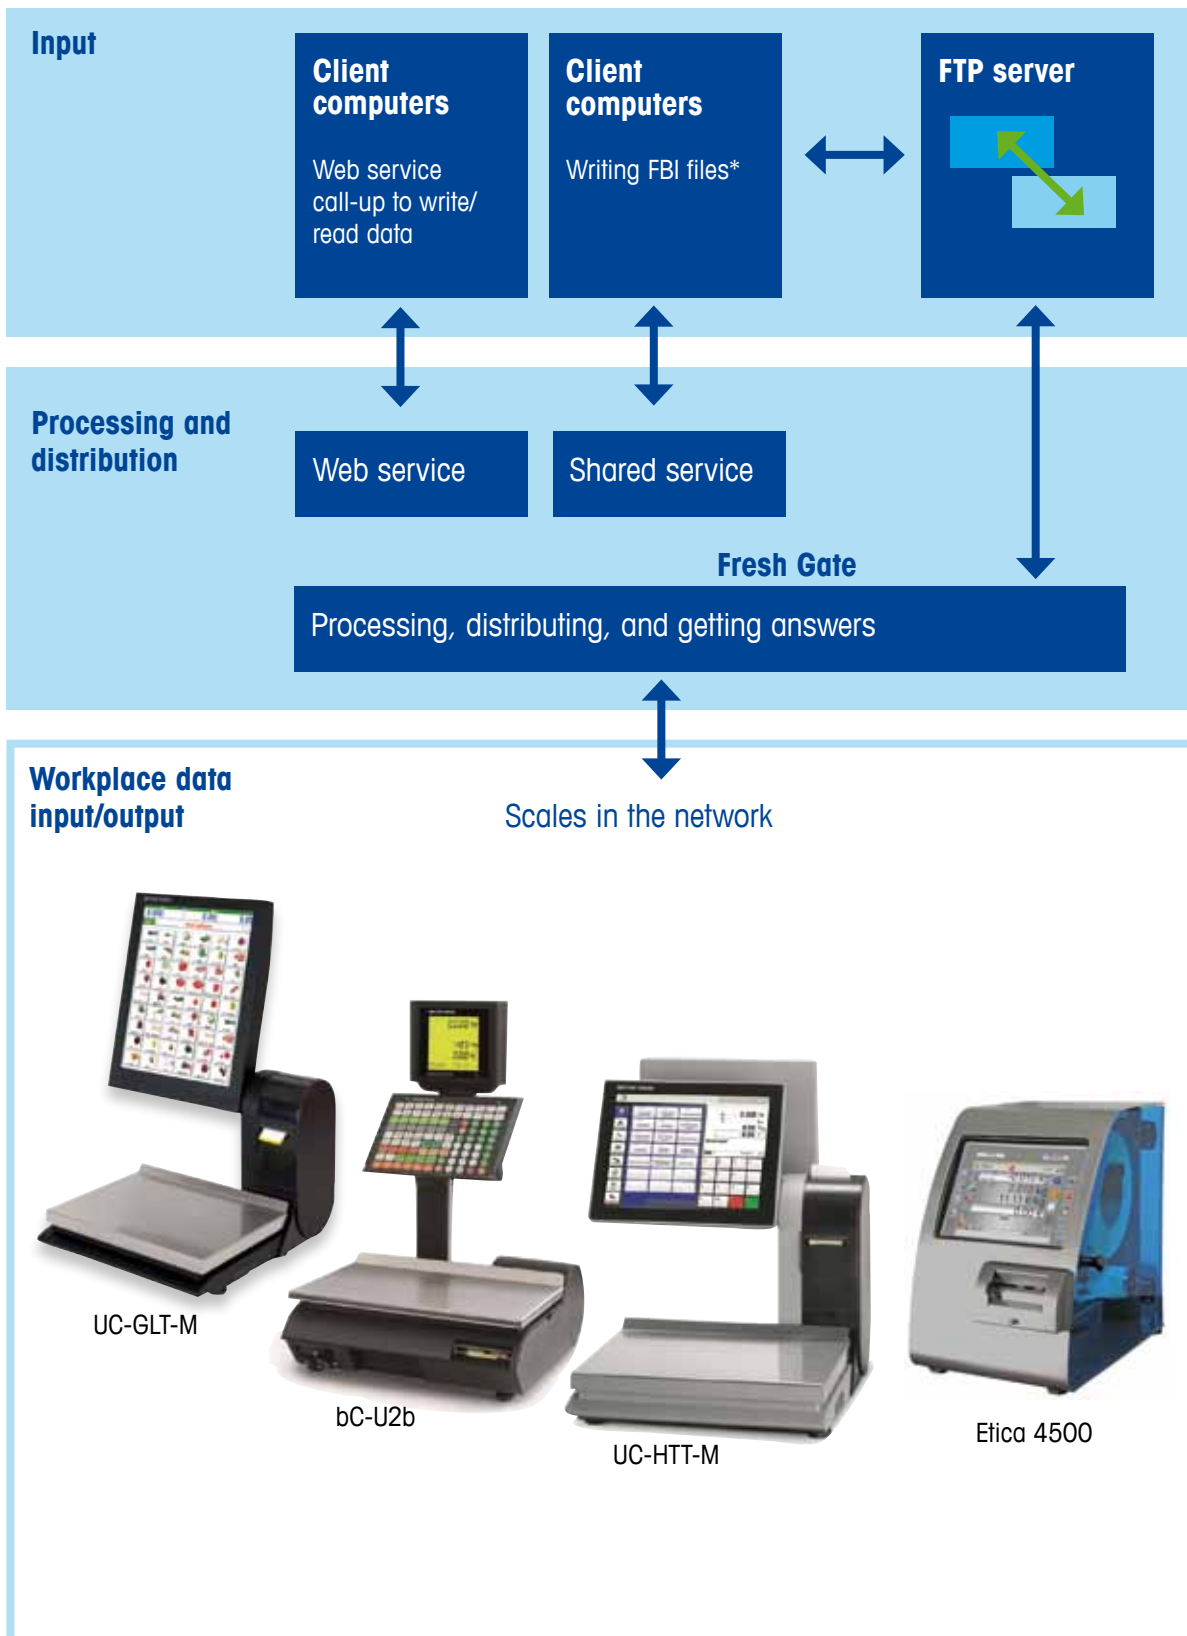 Input
Client
computers
Web service
call-up to write/
read data
Client
computers
Writing FBI files*
FTP server
Processing and
distribution
Web service
Shared service
Fresh Gate
Processing, distributing, and getting answers
Workplace data
input/output
Scales in the network
UC-GLT-M
bC-U2b
UC-HTT-M
Etica 4500